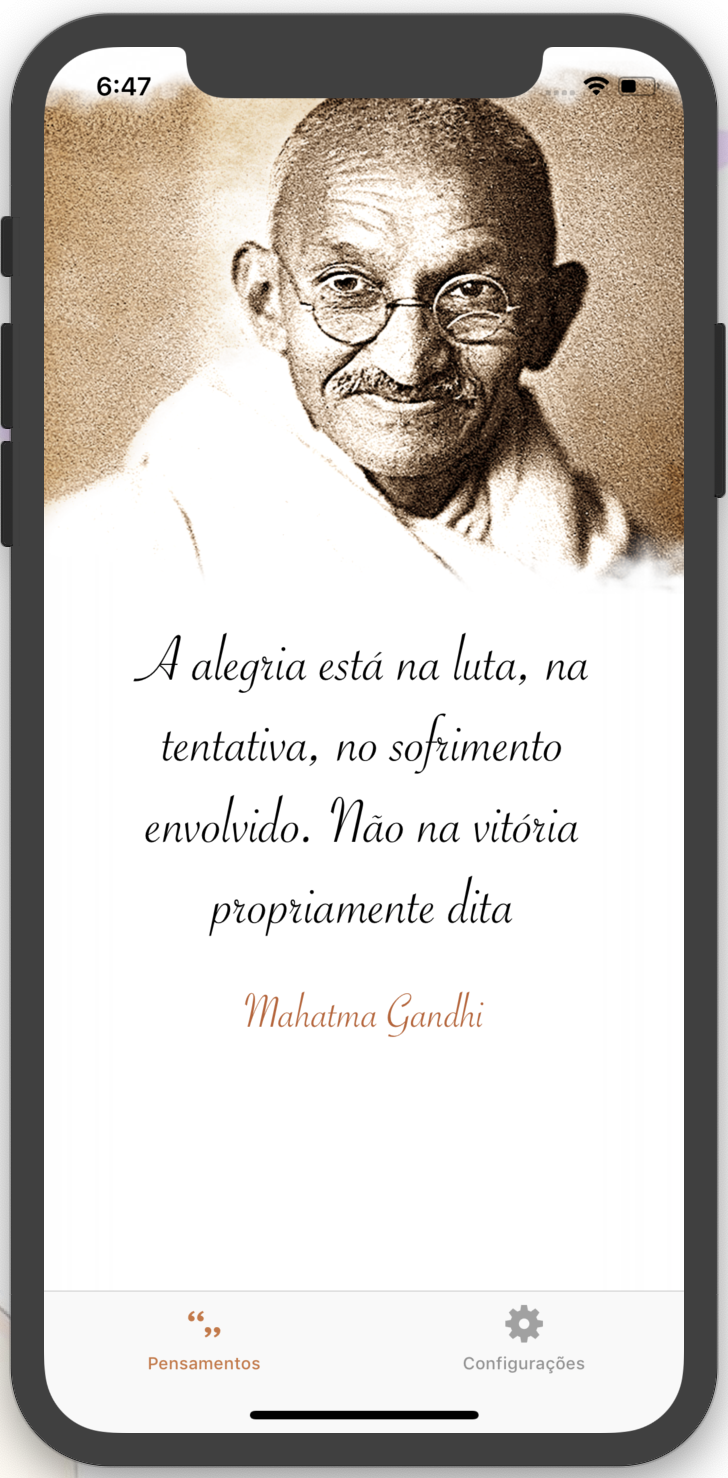 6:47
A alegria está na luta, na
tentativa, no sofrimento
envolvido. Não na vitória
propriamente dita
Mahatma Gandhi
Pensamentos
Configurações